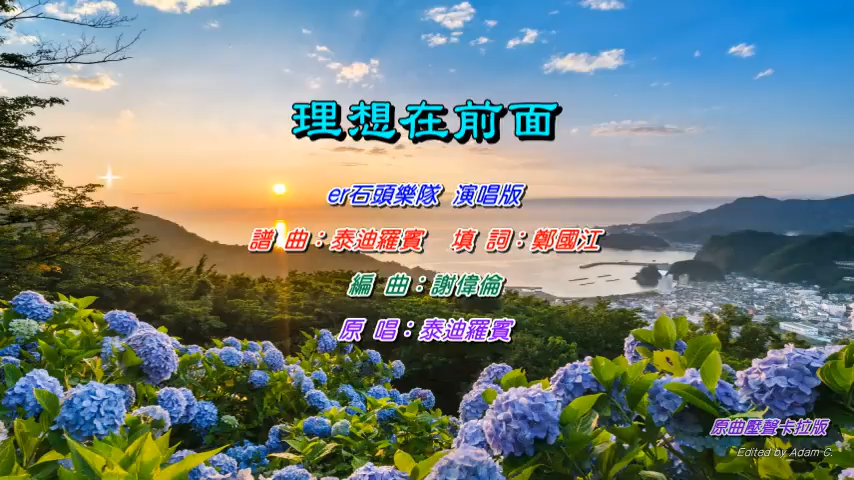 理想在前面
er石頭樂隊 演唱版
譜 曲：泰迪羅賓 填 詞：鄭國江
編 曲：謝偉倫
原 唱：泰迪羅賓
原曲壓聲卡拉版
Edited by Adam C.